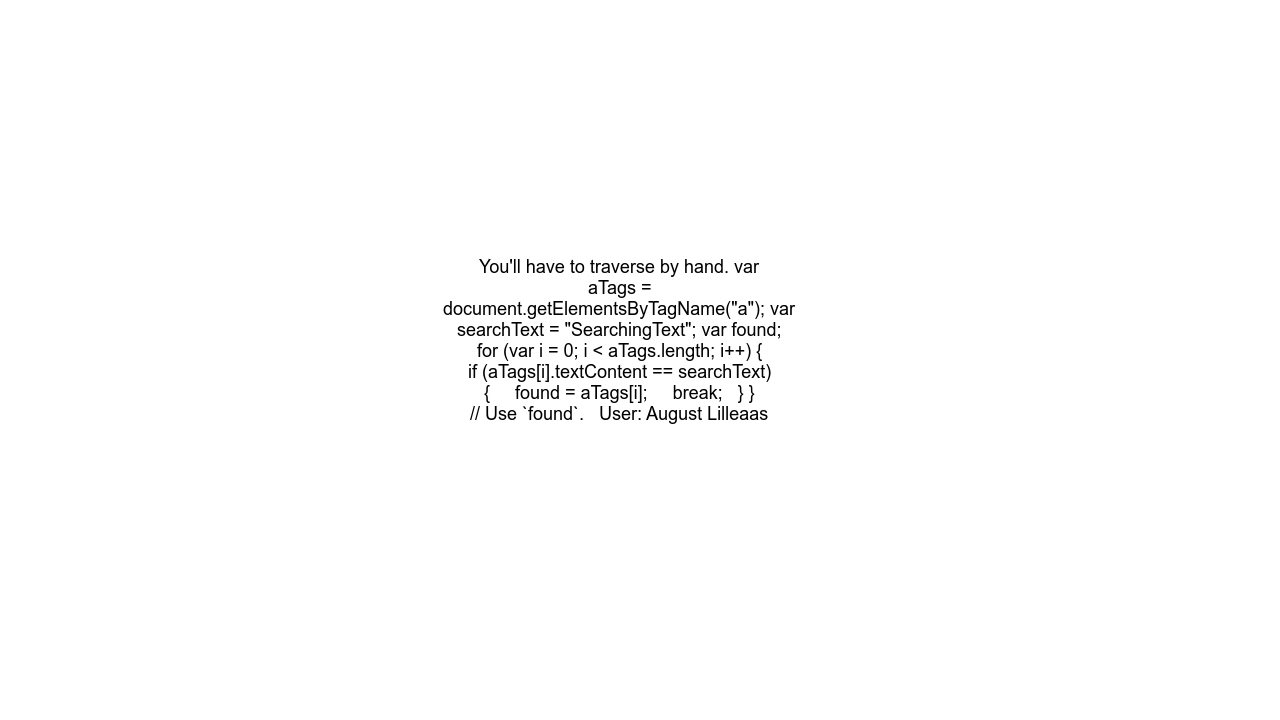 You'll have to traverse by hand. var
aTags =
document.getElementsByTagName("a"); var
searchText = "SearchingText"; var found;
for (var i = 0; i < aTags.length; i++) {
if (aTags[i].textContent == searchText)
{     found = aTags[i];     break;   } }
// Use `found`.   User: August Lilleaas